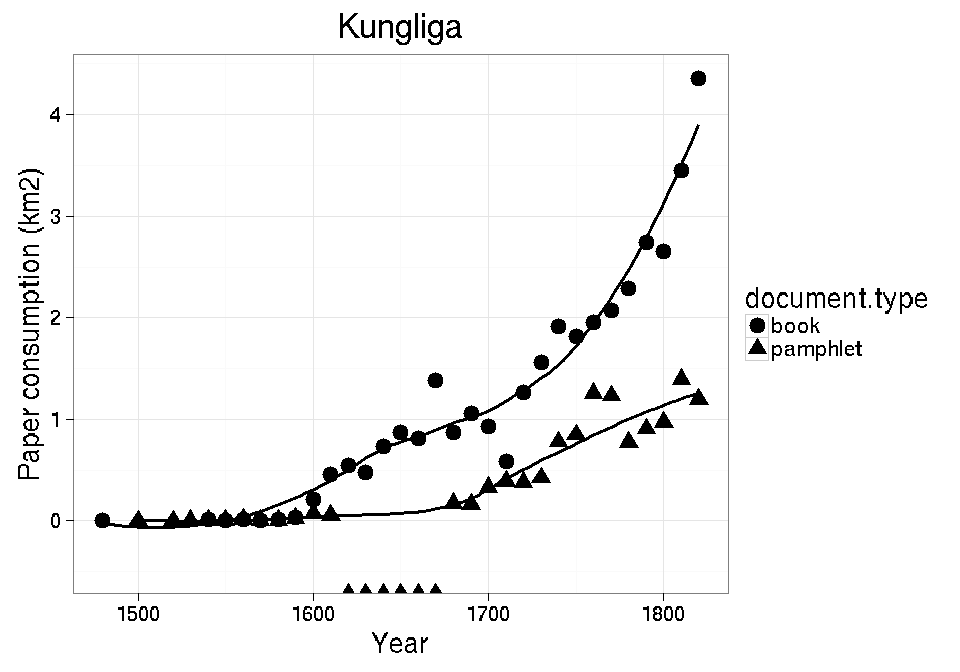 Kungliga
Paper consumption (km2)
4
3
2
1
0
1500 1600 1700 1800
Year
document.type
book
pamphlet